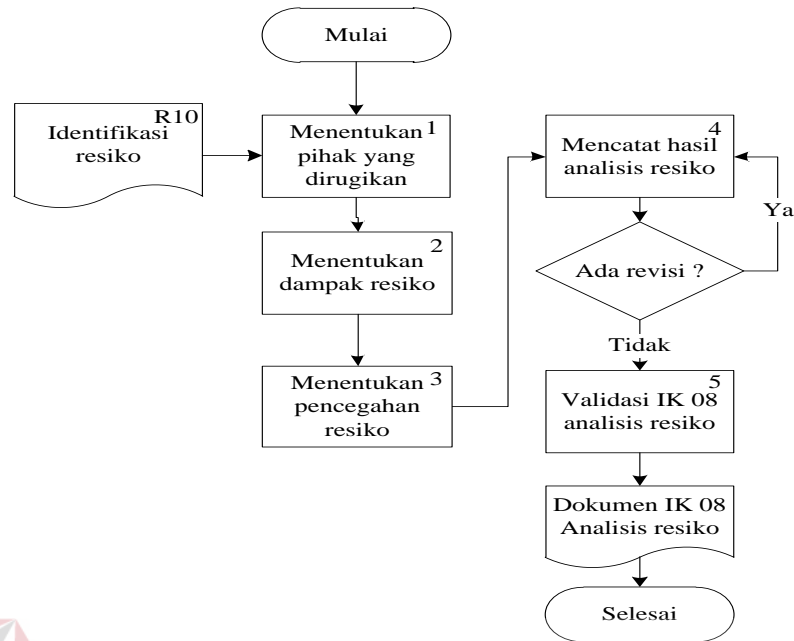 Mulai
R10
Identifikasi
resiko
1
Menentukan
pihak yang
dirugikan
2
Menentukan
dampak resiko
3
Menentukan
pencegahan
resiko
4
Mencatat hasil
analisis resiko
Ya
Ada revisi ?
Tidak
5
Validasi IK 08
analisis resiko
Dokumen IK 08
Analisis resiko
Selesai